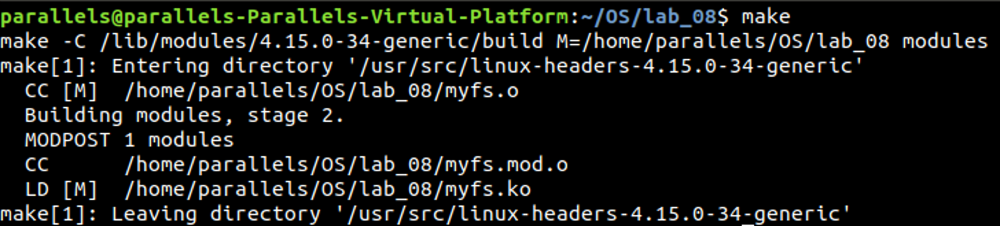 parallels@parallels-Parallels-Virtual-Platform:~/OS/lab_08$ make
make -C /lib/modules/4.15.0-34-generic/build M=/home/parallels/OS/lab_08 modules
make[1]: Entering directory '/usr/src/linux-headers-4.15.0-34-generic'
  CC [M]  /home/parallels/OS/lab_08/myfs.o
  Building modules, stage 2.
  MODPOST 1 modules
  CC      /home/parallels/OS/lab_08/myfs.mod.o
  LD [M]  /home/parallels/OS/lab_08/myfs.ko
make[1]: Leaving directory '/usr/src/linux-headers-4.15.0-34-generic'